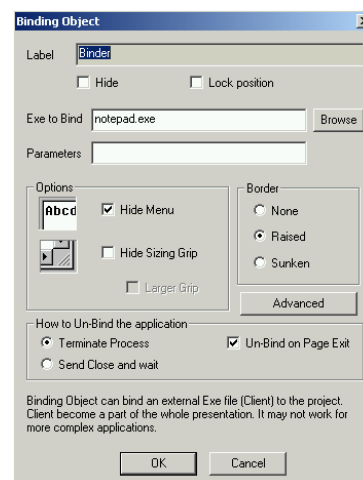 Binding Object
Label Binder
Hide Lock position
Exe to Bind notepad.exe Browse
Parameters
Options Border
Abcd Hide Menu None
Raised
Hide Sizing Grip
Sunken
Larger Grip
Advanced
How to Un-Bind the application
Terminate Process Un-Bind on Page Exit
Send Close and wait
Binding Object can bind an external Exe file (Client) to the project.
Client become a part of the whole presentation. It may not work for
more complex applications.
OK Cancel